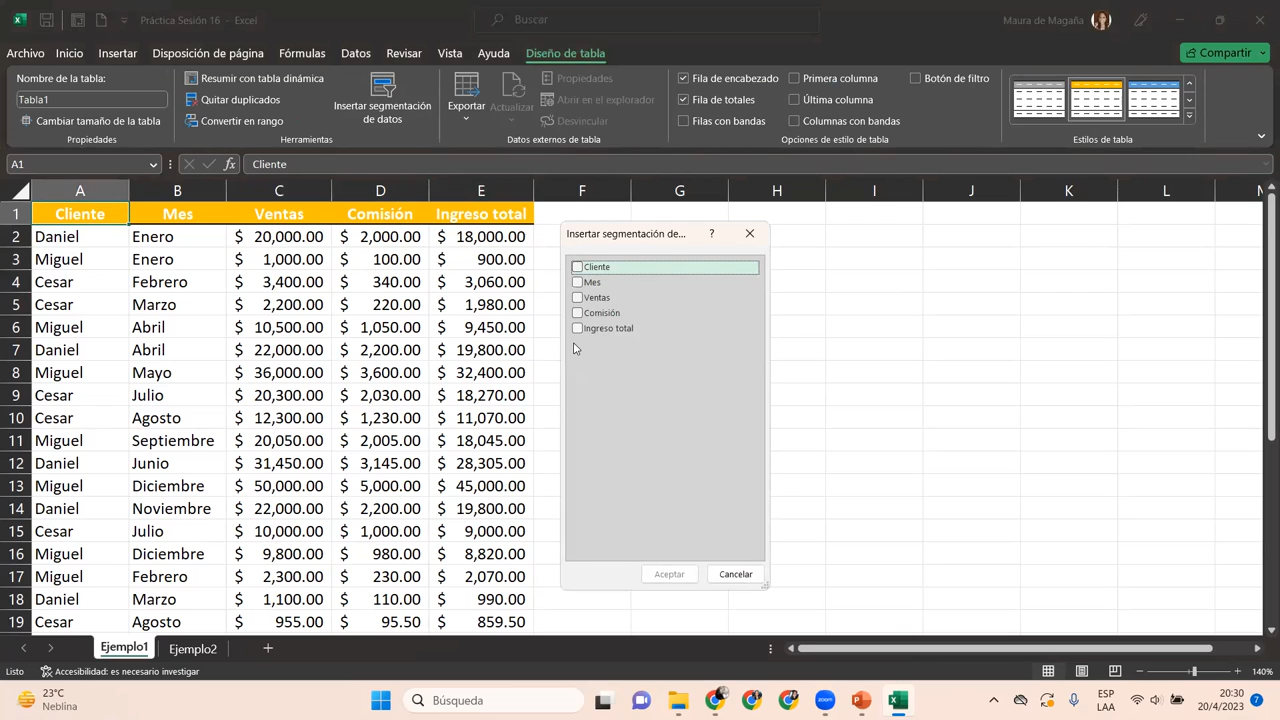 Práctica Sesión 16 - Excel
Buscar
Maura de Magaña
Archivo Inicio Insertar Disposición de página Fórmulas Datos Revisar Vista Ayuda Diseño de tabla Compartir
Nombre de la tabla:
Tabla1
Cambiar tamaño de la tabla
Propiedades
Resumir con tabla dinámica
Quitar duplicados
Convertir en rango
Insertar segmentación
de datos
Herramientas
Exportar
Actualizar
Propiedades
Abrir en el explorador
Desvincular
Datos externos de tabla
Fila de encabezado Primera columna Botón de filtro
Fila de totales Última columna
Filas con bandas Columnas con bandas
Opciones de estilo de tabla
Estilos de tabla
A1 fx Cliente
A B C D E F G H I J K L M
1 Cliente Mes Ventas Comisión Ingreso total
2 Daniel Enero $ 20,000.00 $ 2,000.00 $ 18,000.00
3 Miguel Enero $ 1,000.00 $ 100.00 $ 900.00
4 Cesar Febrero $ 3,400.00 $ 340.00 $ 3,060.00
5 Cesar Marzo $ 2,200.00 $ 220.00 $ 1,980.00
6 Miguel Abril $ 10,500.00 $ 1,050.00 $ 9,450.00
7 Daniel Abril $ 22,000.00 $ 2,200.00 $ 19,800.00
8 Miguel Mayo $ 36,000.00 $ 3,600.00 $ 32,400.00
9 Cesar Julio $ 20,300.00 $ 2,030.00 $ 18,270.00
10 Cesar Agosto $ 12,300.00 $ 1,230.00 $ 11,070.00
11 Miguel Septiembre $ 20,050.00 $ 2,005.00 $ 18,045.00
12 Daniel Junio $ 31,450.00 $ 3,145.00 $ 28,305.00
13 Miguel Diciembre $ 50,000.00 $ 5,000.00 $ 45,000.00
14 Daniel Noviembre $ 22,000.00 $ 2,200.00 $ 19,800.00
15 Cesar Julio $ 10,000.00 $ 1,000.00 $ 9,000.00
16 Miguel Diciembre $ 9,800.00 $ 980.00 $ 8,820.00
17 Miguel Febrero $ 2,300.00 $ 230.00 $ 2,070.00
18 Daniel Marzo $ 1,100.00 $ 110.00 $ 990.00
19 Cesar Agosto $ 955.00 $ 95.50 $ 859.50
Insertar segmentación de... ?
Cliente
Mes
Ventas
Comisión
Ingreso total
Aceptar Cancelar
Ejemplo1 Ejemplo2
Listo Accesibilidad: es necesario investigar 140%
23°C
Neblina
Búsqueda
zoom
ESP
LAA
20:30
20/4/2023
7